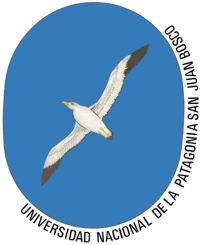 UNIVERSIDAD NACIONAL DE LA PATAGONIA SAN JUAN BOSCO